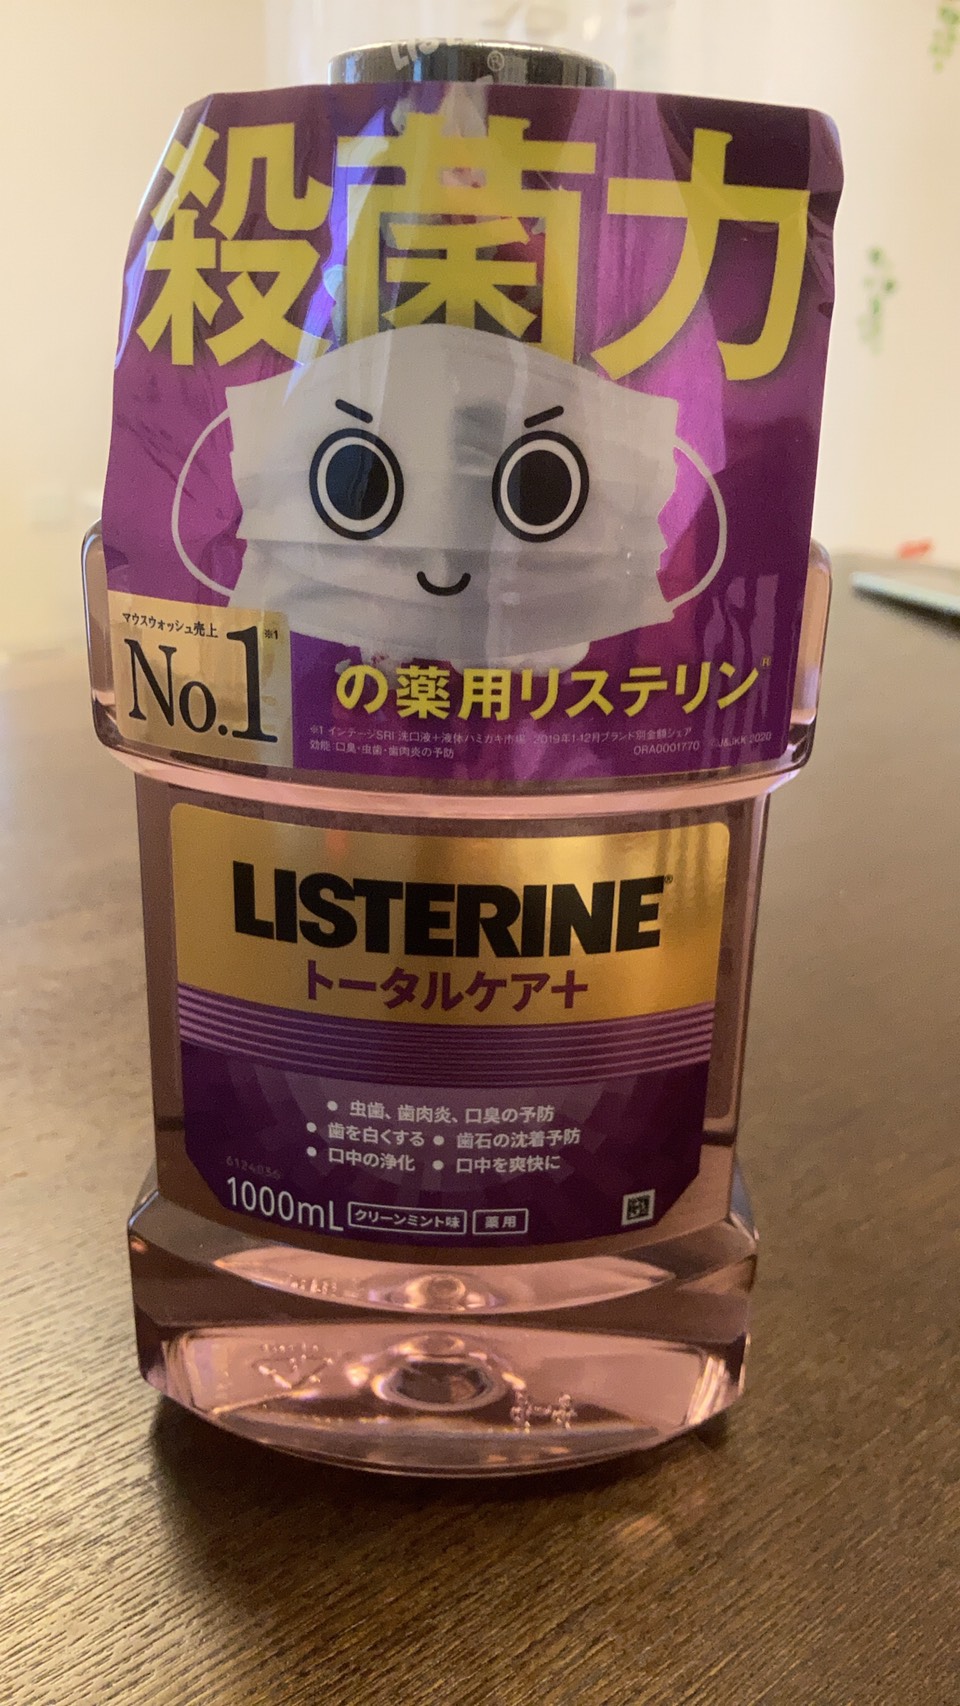 殺菌力
マウスウォッシュ売上
No.1※1
の薬用リステリン®
※1 インテージSRI 洗口液+液体ハミガキ市場 2019年1-12月ブランド別金額シェア
効能 口臭・虫歯・歯肉炎の予防
ORA0001770 ©J&JKK 2020
LISTERINE®
トータルケア+
● 虫歯、歯肉炎、口臭の予防
● 歯を白くする ● 歯石の沈着予防
● 口中の浄化 ● 口中を爽快に
6124036
1000mL クリーンミント味 薬用